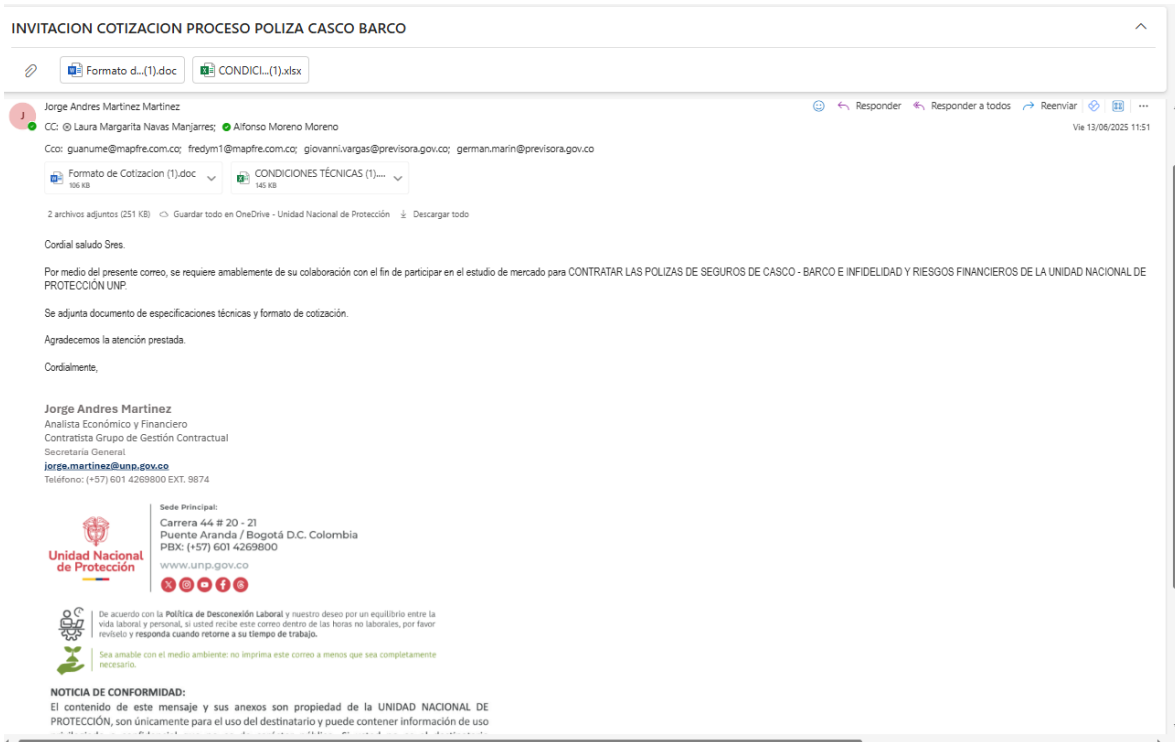 INVITACION COTIZACION PROCESO POLIZA CASCO BARCO
Formato d...(1).doc
CONDICI...(1).xlsx
J
Jorge Andres Martinez Martinez
Responder
Responder a todos
Reenviar
CC: Laura Margarita Navas Manjarres; Alfonso Moreno Moreno
Vie 13/06/2025 11:51
Cco: guanume@mapfre.com.co; fredym1@mapfre.com.co; giovanni.vargas@previsora.gov.co; german.marin@previsora.gov.co
Formato de Cotizacion (1).doc
106 KB
CONDICIONES TÉCNICAS (1)....
145 KB
2 archivos adjuntos (251 KB) Guardar todo en OneDrive - Unidad Nacional de Protección Descargar todo
Cordial saludo Sres.
Por medio del presente correo, se requiere amablemente de su colaboración con el fin de participar en el estudio de mercado para CONTRATAR LAS POLIZAS DE SEGUROS DE CASCO - BARCO E INFIDELIDAD Y RIESGOS FINANCIEROS DE LA UNIDAD NACIONAL DE
PROTECCIÓN UNP.
Se adjunta documento de especificaciones técnicas y formato de cotización.
Agradecemos la atención prestada.
Cordialmente,
Jorge Andres Martinez
Analista Económico y Financiero
Contratista Grupo de Gestión Contractual
Secretaría General
jorge.martinez@unp.gov.co
Teléfono: (+57) 601 4269800 EXT. 9874
Unidad Nacional
de Protección
Sede Principal:
Carrera 44 # 20 - 21
Puente Aranda / Bogotá D.C. Colombia
PBX: (+57) 601 4269800
www.unp.gov.co
De acuerdo con la Política de Desconexión Laboral y nuestro deseo por un equilibrio entre la
vida laboral y personal, si usted recibe este correo dentro de las horas no laborales, por favor
revíselo y responda cuando retorne a su tiempo de trabajo.
Sea amable con el medio ambiente: no imprima este correo a menos que sea completamente
necesario.
NOTICIA DE CONFORMIDAD:
El contenido de este mensaje y sus anexos son propiedad de la UNIDAD NACIONAL DE
PROTECCIÓN, son únicamente para el uso del destinatario y puede contener información de uso